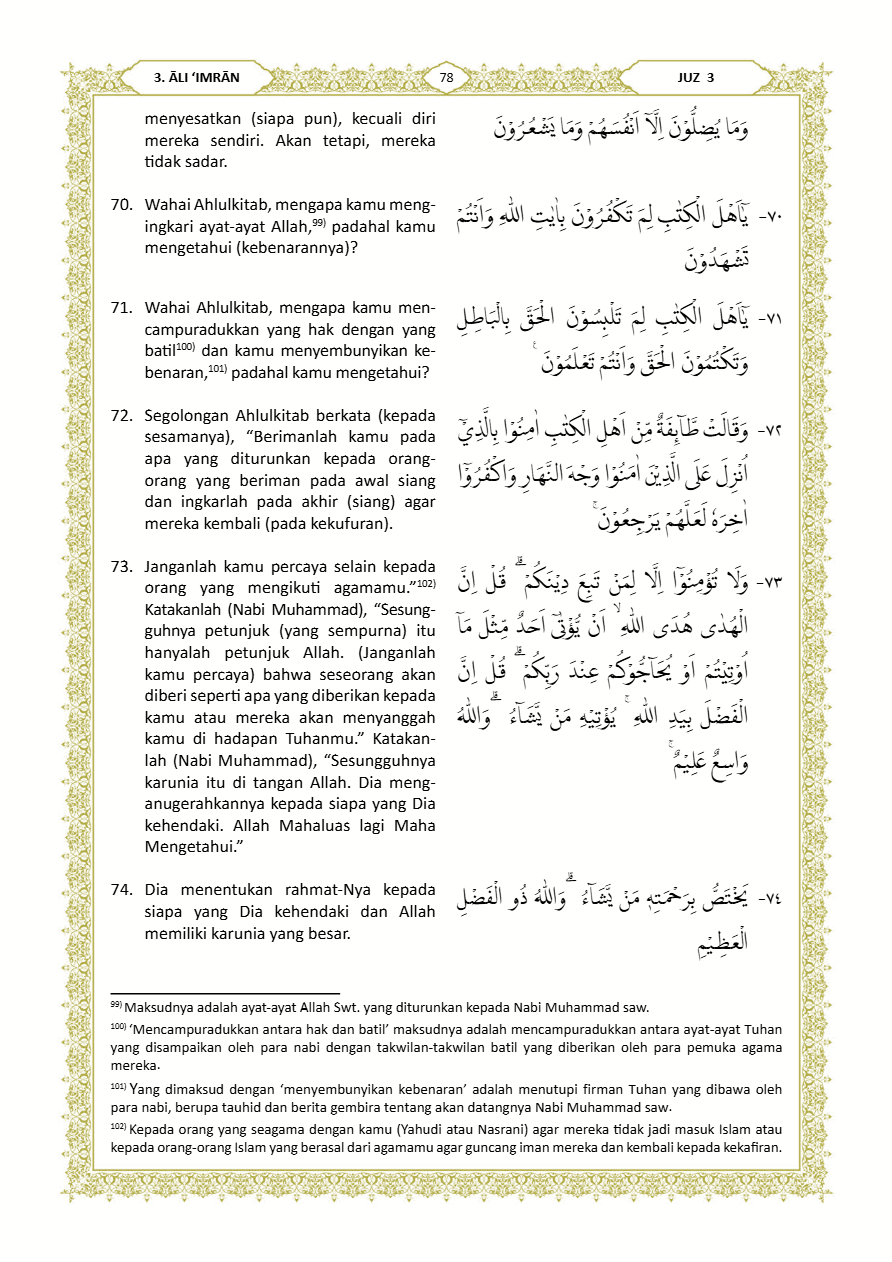 3. ĀLI ‘IMRĀN
78
JUZ 3
menyesatkan (siapa pun), kecuali diri
mereka sendiri. Akan tetapi, mereka
tidak sadar.
وَمَا يُضِلُّوْنَ اِلَّآ اَنْفُسَهُمْ وَمَا يَشْعُرُوْنَ
70. Wahai Ahlulkitab, mengapa kamu meng-
ingkari ayat-ayat Allah,99) padahal kamu
mengetahui (kebenarannya)?
٧٠- يٰٓاَهْلَ الْكِتٰبِ لِمَ تَكْفُرُوْنَ بِاٰيٰتِ اللّٰهِ وَاَنْتُمْ
تَشْهَدُوْنَ
71. Wahai Ahlulkitab, mengapa kamu men-
campuradukkan yang hak dengan yang
batil100) dan kamu menyembunyikan ke-
benaran,101) padahal kamu mengetahui?
٧١- يٰٓاَهْلَ الْكِتٰبِ لِمَ تَلْبِسُوْنَ الْحَقَّ بِالْبَاطِلِ
وَتَكْتُمُوْنَ الْحَقَّ وَاَنْتُمْ تَعْلَمُوْنَ ࣖ
72. Segolongan Ahlulkitab berkata (kepada
sesamanya), “Berimanlah kamu pada
apa yang diturunkan kepada orang-
orang yang beriman pada awal siang
dan ingkarlah pada akhir (siang) agar
mereka kembali (pada kekufuran).
٧٢- وَقَالَتْ طَّاۤىِٕفَةٌ مِّنْ اَهْلِ الْكِتٰبِ اٰمِنُوْا بِالَّذِيْٓ
اُنْزِلَ عَلَى الَّذِيْنَ اٰمَنُوْا وَجْهَ النَّهَارِ وَاكْفُرُوْٓا
اٰخِرَهٗ لَعَلَّهُمْ يَرْجِعُوْنَۚ
73. Janganlah kamu percaya selain kepada
orang yang mengikuti agamamu.”102)
Katakanlah (Nabi Muhammad), “Sesung-
guhnya petunjuk (yang sempurna) itu
hanyalah petunjuk Allah. (Janganlah
kamu percaya) bahwa seseorang akan
diberi seperti apa yang diberikan kepada
kamu atau mereka akan menyanggah
kamu di hadapan Tuhanmu.” Katakan-
lah (Nabi Muhammad), “Sesungguhnya
karunia itu di tangan Allah. Dia meng-
anugerahkannya kepada siapa yang Dia
kehendaki. Allah Mahaluas lagi Maha
Mengetahui.”
٧٣- وَلَا تُؤْمِنُوْٓا اِلَّا لِمَنْ تَبِعَ دِيْنَكُمْ ۗ قُلْ اِنَّ
الْهُدٰى هُدَى اللّٰهِ ۙ اَنْ يُّؤْتٰىٓ اَحَدٌ مِّثْلَ مَآ
اُوْتِيْتُمْ اَوْ يُحَاۤجُّوْكُمْ عِنْدَ رَبِّكُمْ ۗ قُلْ اِنَّ
الْفَضْلَ بِيَدِ اللّٰهِ ۚ يُؤْتِيْهِ مَنْ يَّشَاۤءُ ۗ وَاللّٰهُ
وَاسِعٌ عَلِيْمٌۚ
74. Dia menentukan rahmat-Nya kepada
siapa yang Dia kehendaki dan Allah
memiliki karunia yang besar.
٧٤- يَخْتَصُّ بِرَحْمَتِهٖ مَنْ يَّشَاۤءُ ۗ وَاللّٰهُ ذُو الْفَضْلِ
الْعَظِيْمِ
99) Maksudnya adalah ayat-ayat Allah Swt. yang diturunkan kepada Nabi Muhammad saw.
100) ‘Mencampuradukkan antara hak dan batil’ maksudnya adalah mencampuradukkan antara ayat-ayat Tuhan
yang disampaikan oleh para nabi dengan takwilan-takwilan batil yang diberikan oleh para pemuka agama
mereka.
101) Yang dimaksud dengan ‘menyembunyikan kebenaran’ adalah menutupi firman Tuhan yang dibawa oleh
para nabi, berupa tauhid dan berita gembira tentang akan datangnya Nabi Muhammad saw.
102) Kepada orang yang seagama dengan kamu (Yahudi atau Nasrani) agar mereka tidak jadi masuk Islam atau
kepada orang-orang Islam yang berasal dari agamamu agar guncang iman mereka dan kembali kepada kekafiran.